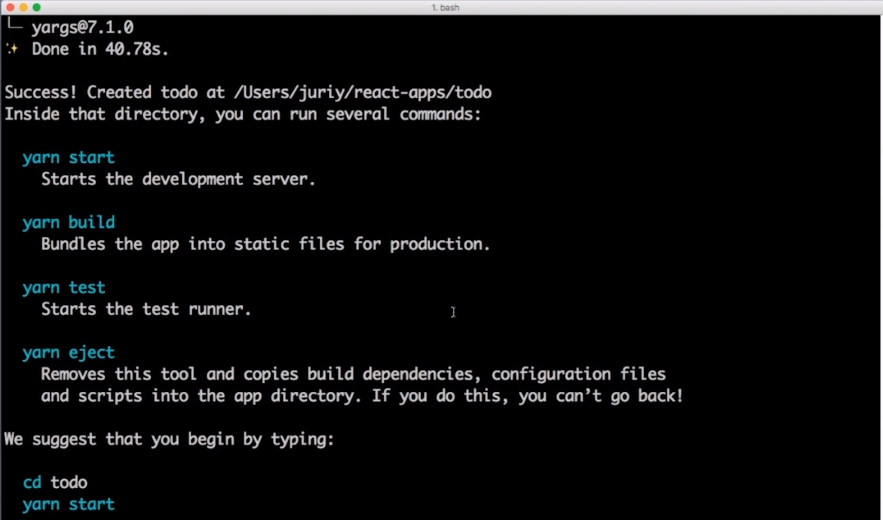 1. bash
└─ yargs@7.1.0
✨ Done in 40.78s.
Success! Created todo at /Users/juriy/react-apps/todo
Inside that directory, you can run several commands:
yarn start
Starts the development server.
yarn build
Bundles the app into static files for production.
yarn test
Starts the test runner.
yarn eject
Removes this tool and copies build dependencies, configuration files
and scripts into the app directory. If you do this, you can’t go back!
We suggest that you begin by typing:
cd todo
yarn start